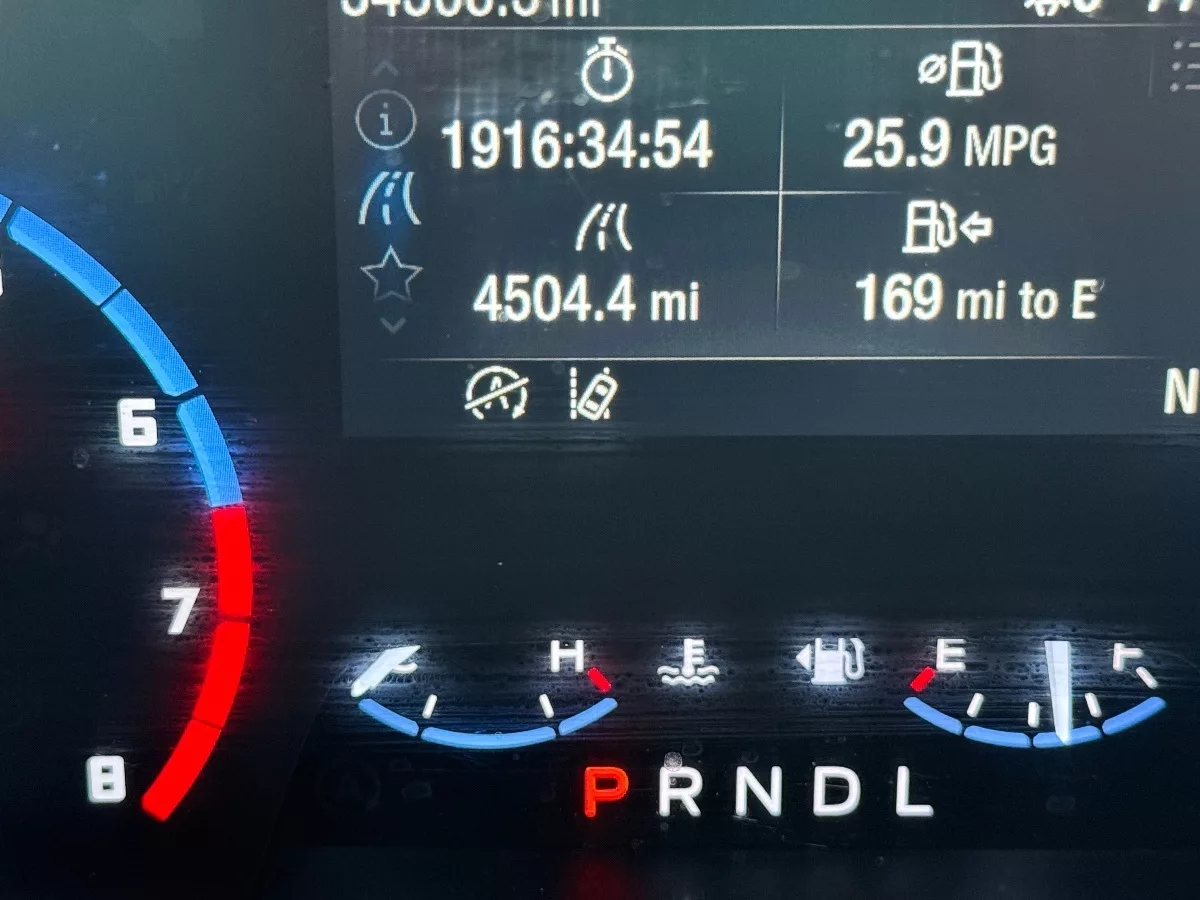 1916:34:54 25.9 MPG
4504.4 mi 169 mi to E
N
6
7
H E
8
P R N D L